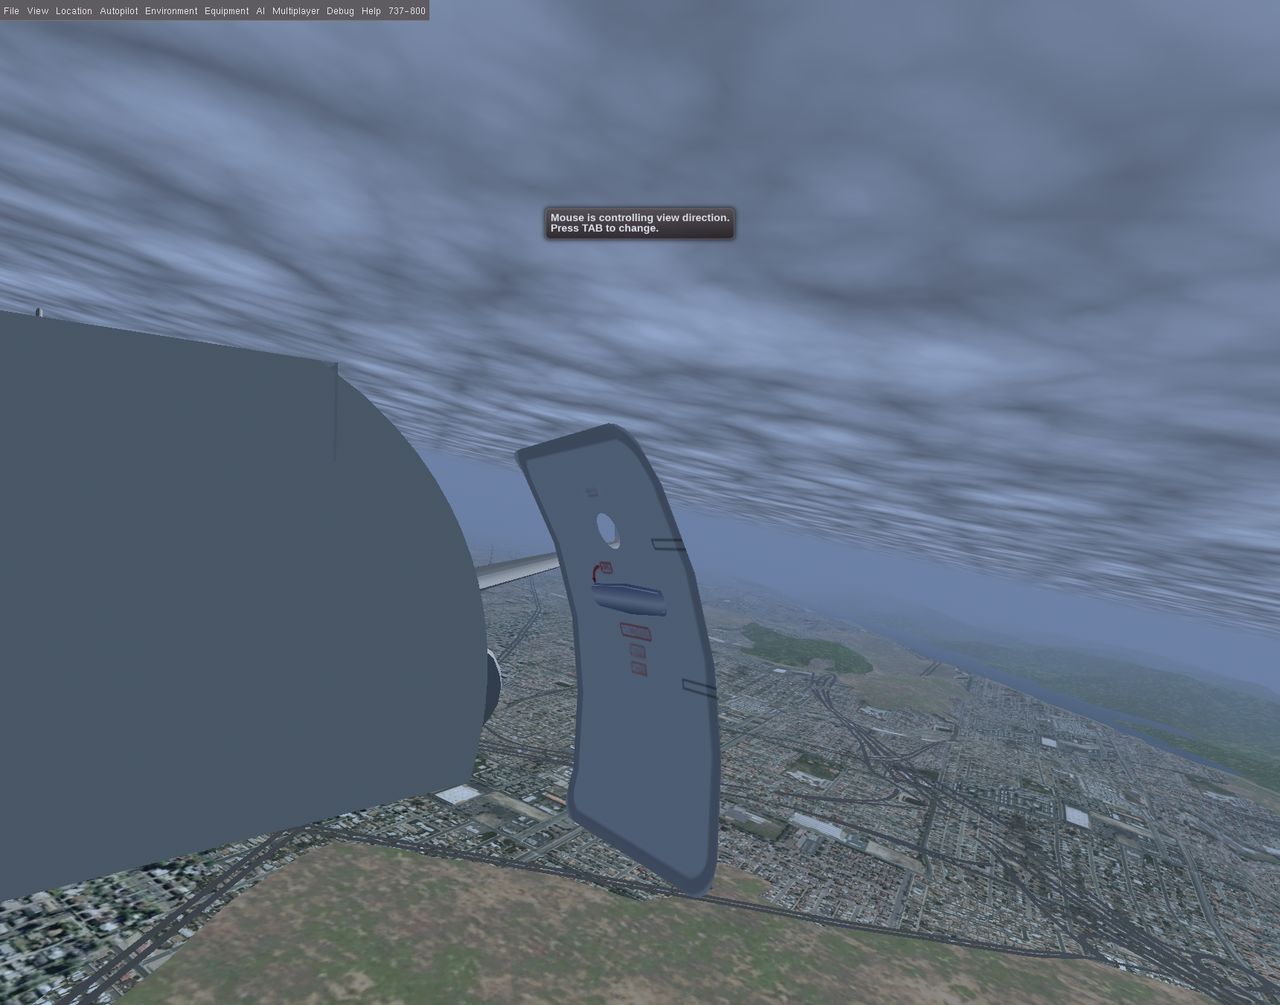 File View Location Autopilot Environment Equipment AI Multiplayer Debug Help 737-800
Mouse is controlling view direction.
Press TAB to change.